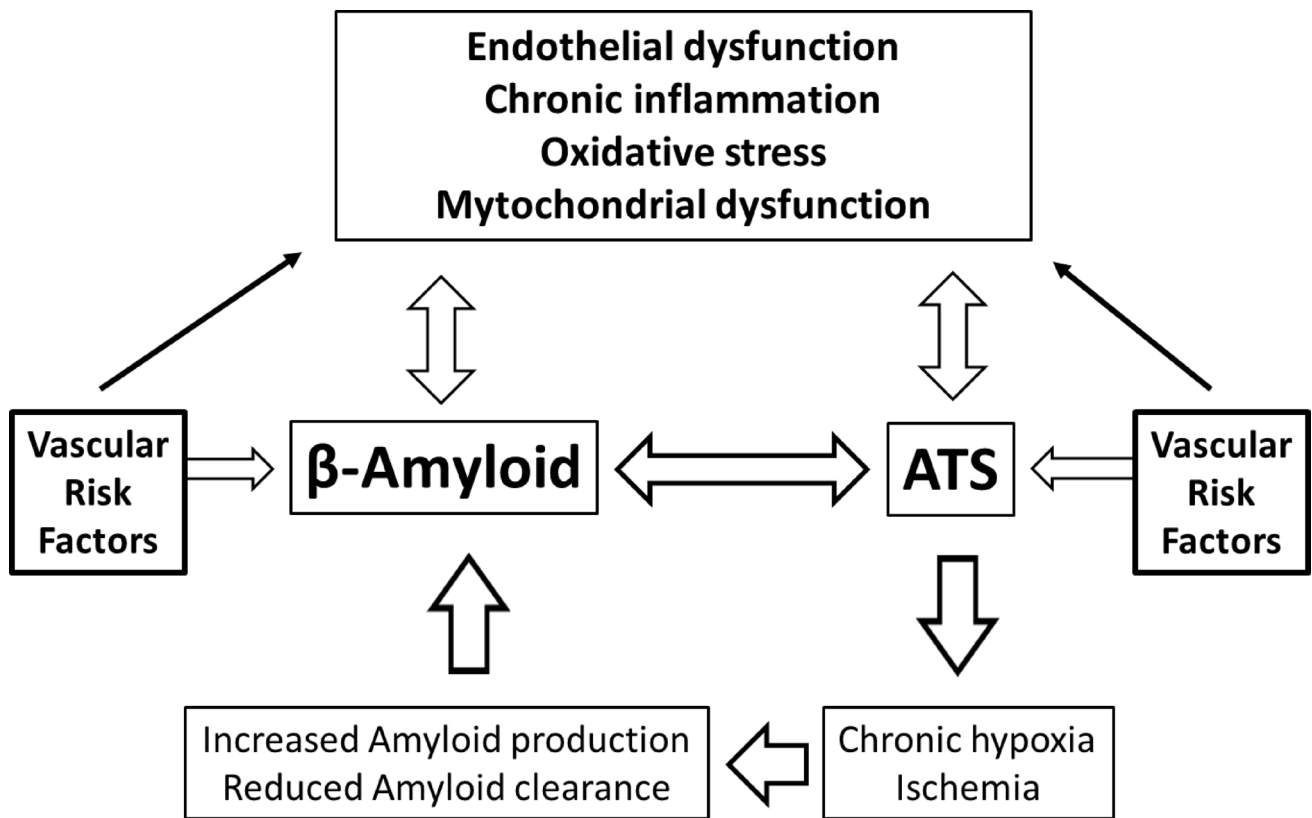 Endothelial dysfunction
Chronic inflammation
Oxidative stress
Mytochondrial dysfunction
Vascular
Risk
Factors
β-Amyloid
ATS
Vascular
Risk
Factors
Increased Amyloid production
Reduced Amyloid clearance
Chronic hypoxia
Ischemia